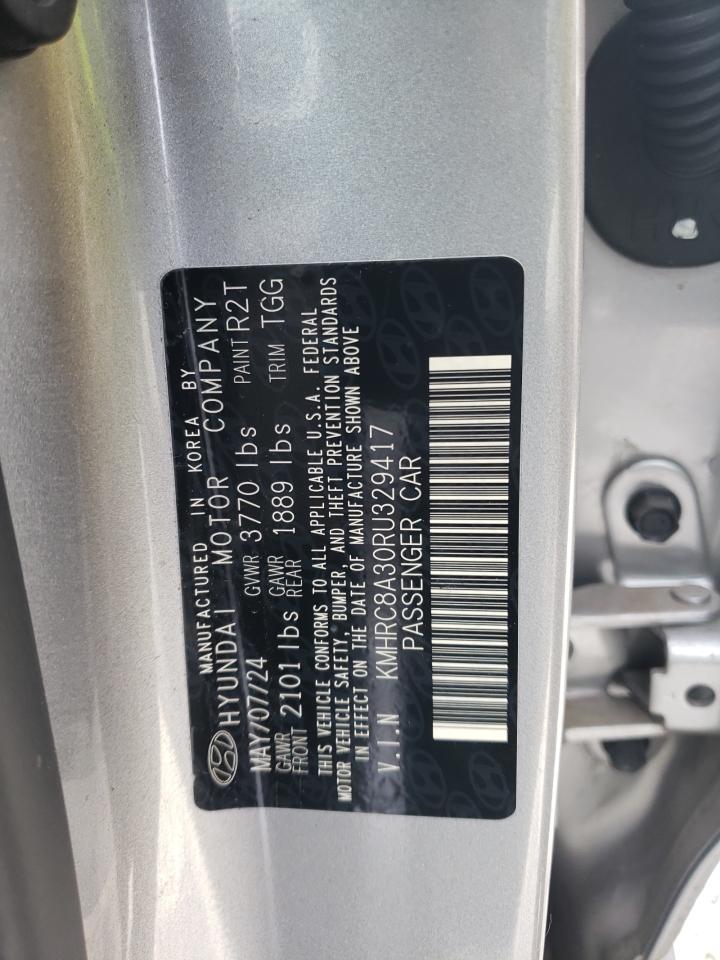 MANUFACTURED IN KOREA BY
HYUNDAI MOTOR COMPANY
MAY/07/24 GVWR 3770 lbs PAINT R2T
GAWR FRONT 2101 lbs GAWR REAR 1889 lbs TRIM TGG
THIS VEHICLE CONFORMS TO ALL APPLICABLE U.S.A. FEDERAL
MOTOR VEHICLE SAFETY, BUMPER, AND THEFT PREVENTION STANDARDS
IN EFFECT ON THE DATE OF MANUFACTURE SHOWN ABOVE
V.I.N KMHRC8A30RU329417
PASSENGER CAR